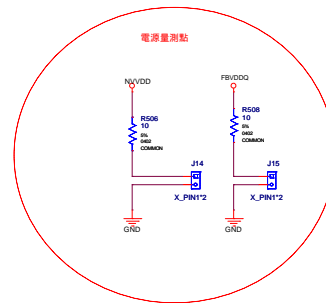 電源量測點
NVVDD
FBVDDQ
R506
10
5%
0402
COMMON
R508
10
5%
0402
COMMON
J14
J15
X_PIN1*2
X_PIN1*2
GND
GND